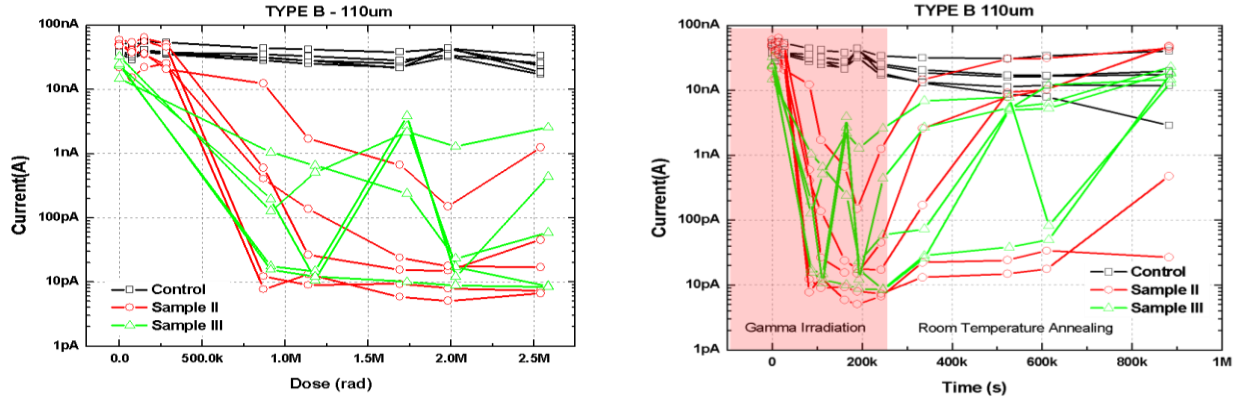 TYPE B - 110um
100nA
10nA
1nA
100pA
10pA
1pA
Current(A)
Control
Sample II
Sample III
0.0
500.0k
1.0M
1.5M
2.0M
2.5M
Dose (rad)
TYPE B 110um
100nA
10nA
1nA
100pA
10pA
1pA
Current(A)
Control
Sample II
Sample III
Gamma Irradiation
Room Temperature Annealing
0
200k
400k
600k
800k
1M
Time (s)